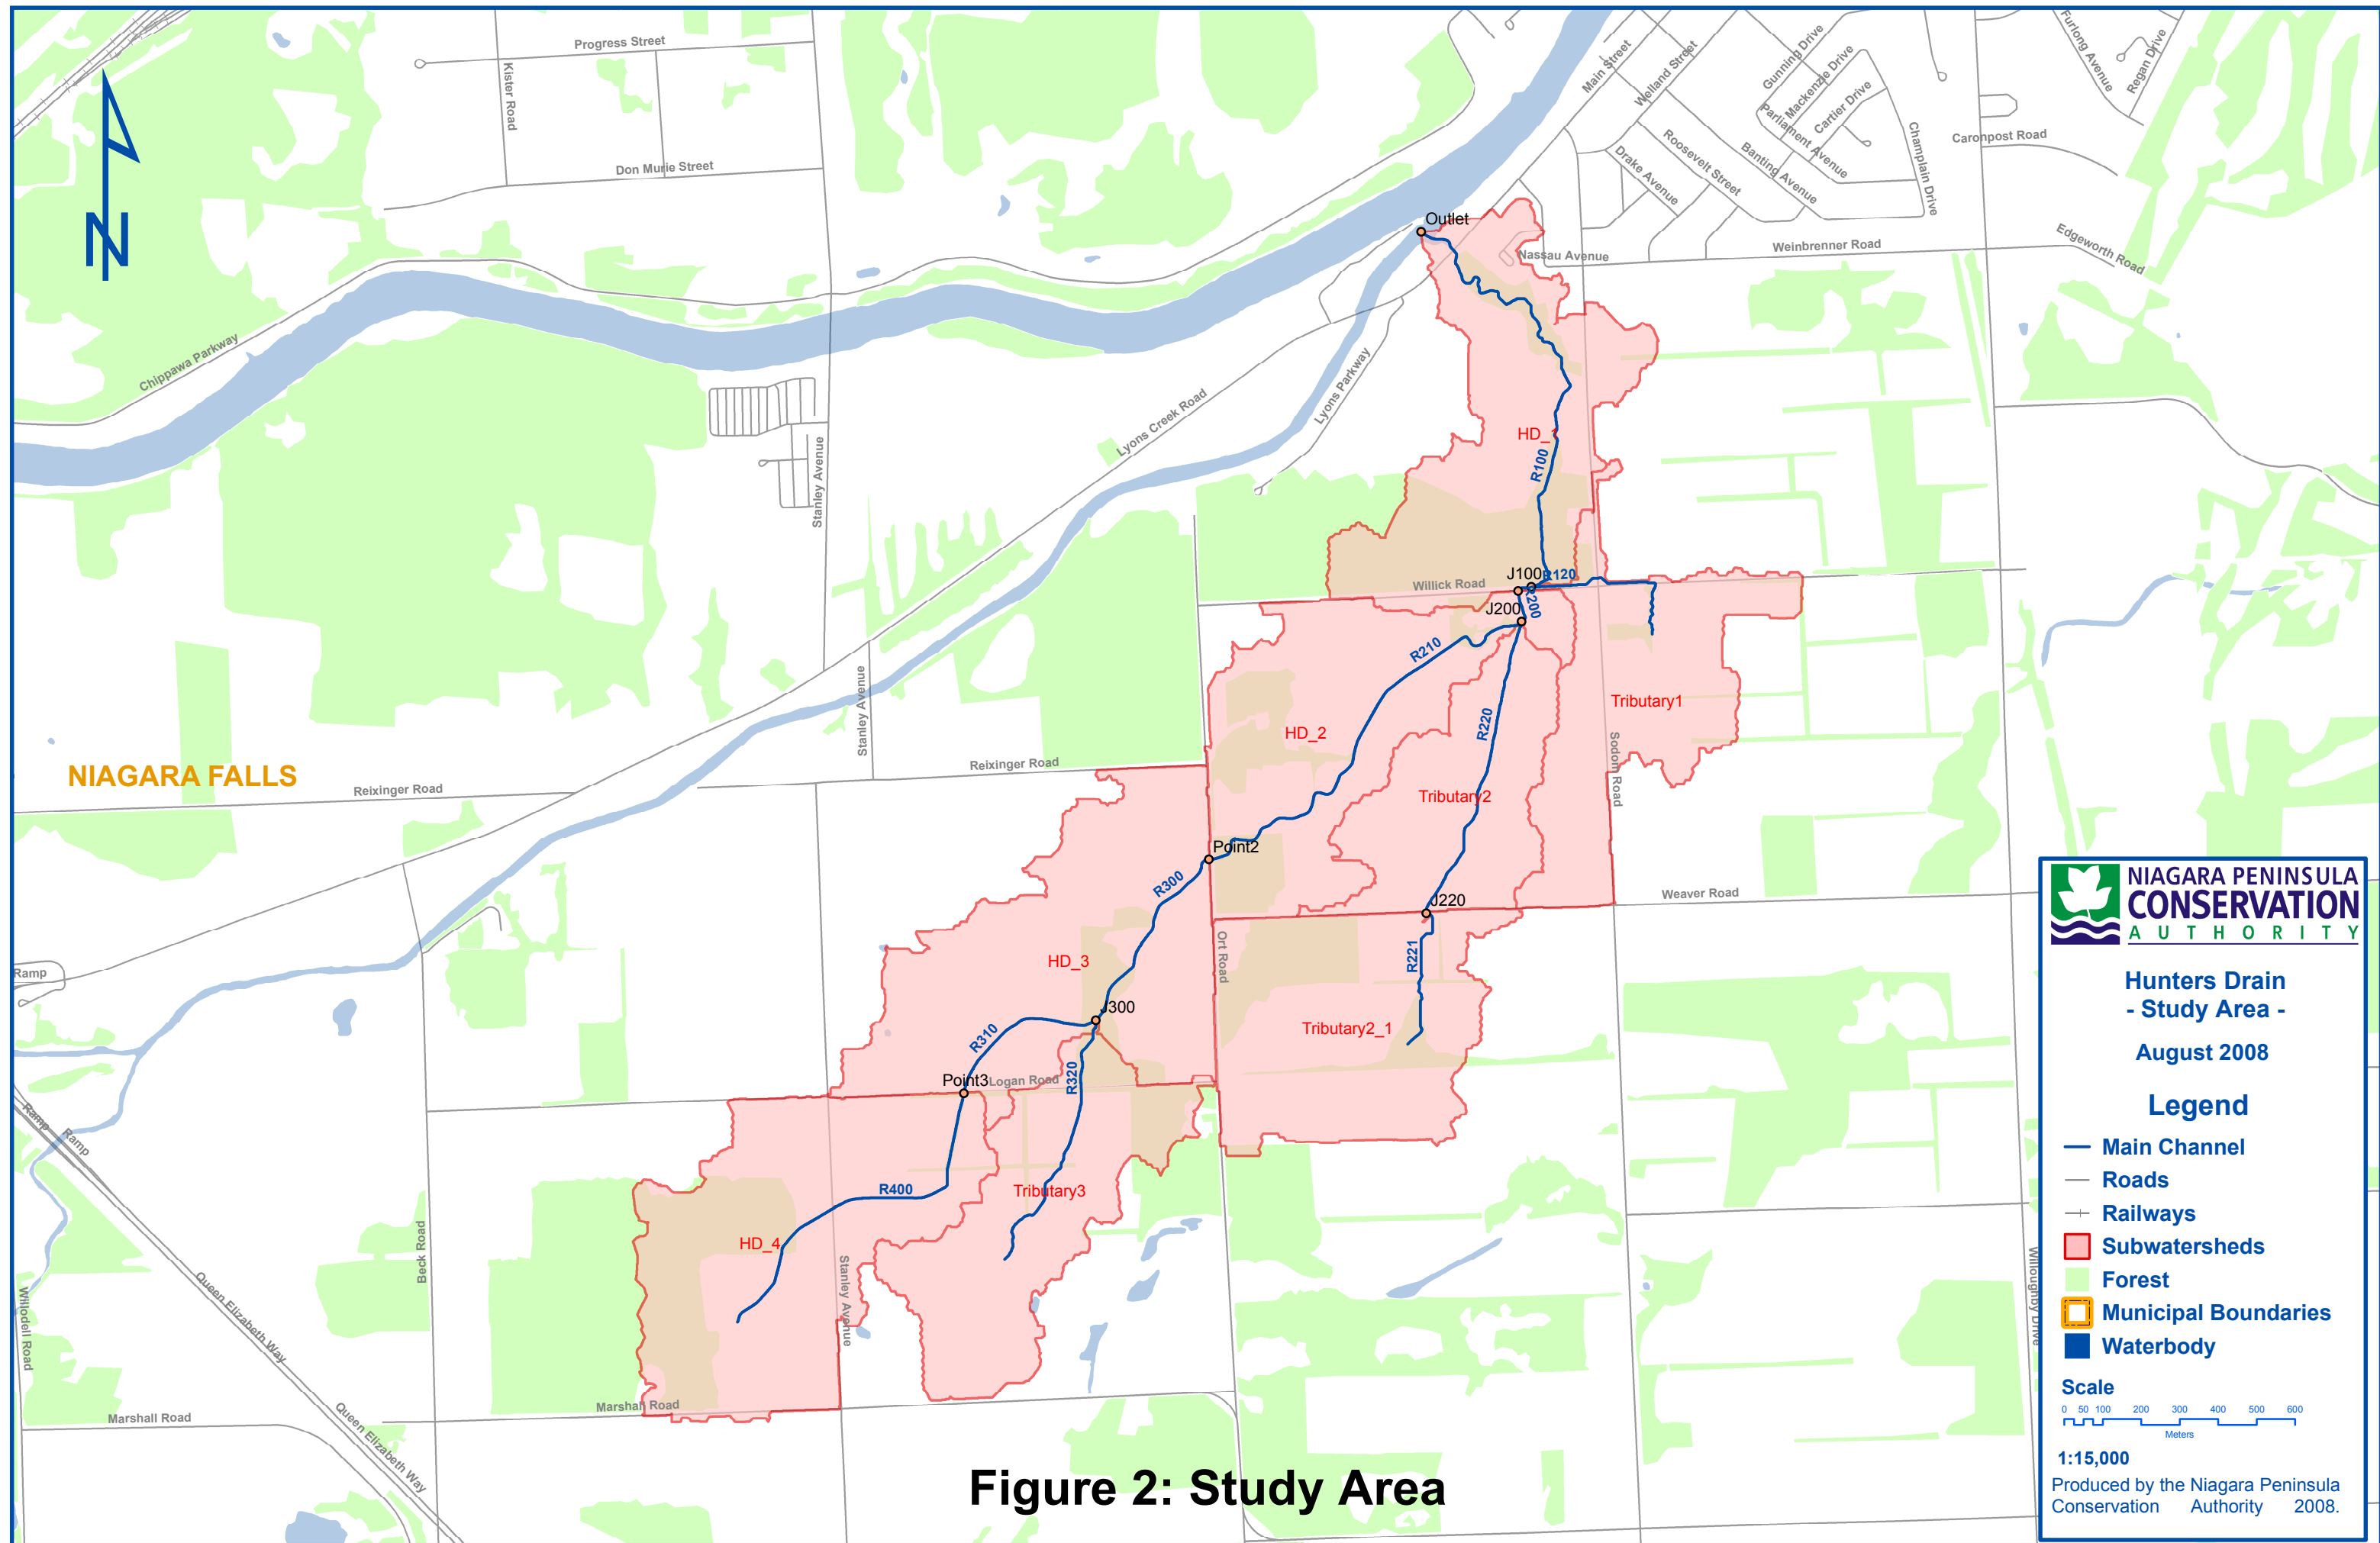 Progress Street
Kister Road
Don Murie Street
N
Chippawa Parkway
Main Street
Welland Street
Gunning Drive
Mackenzie Drive
Cartier Drive
Parliament Avenue
Roosevelt Street
Banting Avenue
Drake Avenue
Champlain Drive
Furlong Avenue
Regan Drive
Caronpost Road
Edgeworth Road
Weinbrenner Road
Nassau Avenue
Outlet
Lyons Parkway
Lyons Creek Road
Stanley Avenue
HD_1
R100
J100
R120
Willick Road
R200
J200
R210
R220
Tributary1
HD_2
Stanley Avenue
Sodom Road
NIAGARA FALLS
Reixinger Road
Reixinger Road
Tributary2
Point2
R300
Weaver Road
J220
R221
Ort Road
HD_3
J300
Tributary2_1
R310
R320
Point3
Logan Road
Ramp
Ramp
Ramp
R400
Tributary3
HD_4
Beck Road
Stanley Avenue
Willoughby Drive
Willodell Road
Queen Elizabeth Way
Queen Elizabeth Way
Marshall Road
Marshall Road
Figure 2: Study Area
NIAGARA PENINSULA
CONSERVATION
AUTHORITY
Hunters Drain
- Study Area -
August 2008
Legend
Main Channel
Roads
Railways
Subwatersheds
Forest
Municipal Boundaries
Waterbody
Scale
0 50 100 200 300 400 500 600
Meters
1:15,000
Produced by the Niagara Peninsula
Conservation Authority 2008.